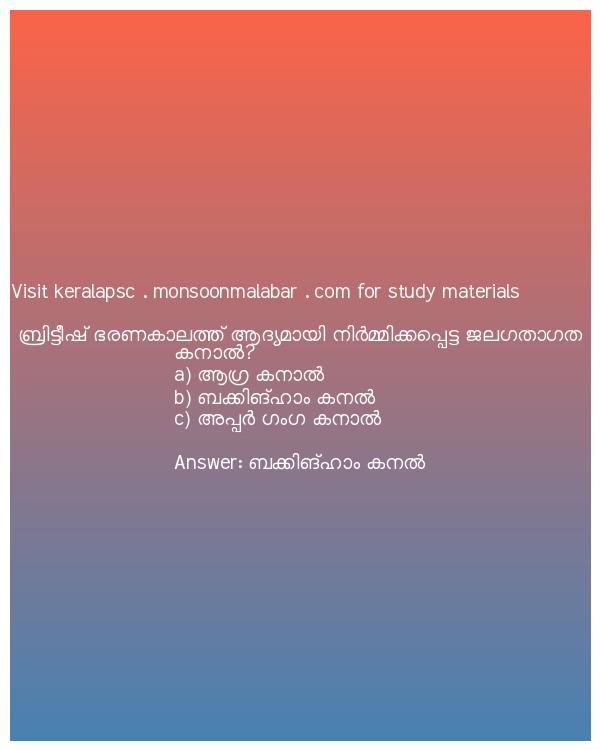 Visit keralapsc . monsoonmalabar . com for study materials
ബ്രിട്ടീഷ് ഭരണകാലത്ത് ആദ്യമായി നിർമ്മിക്കപ്പെട്ട ജലഗതാഗത
കനാൽ?
a) ആഗ്ര കനാൽ
b) ബക്കിങ്ഹാം കനൽ
c) അപ്പർ ഗംഗ കനാൽ
Answer: ബക്കിങ്ഹാം കനൽ